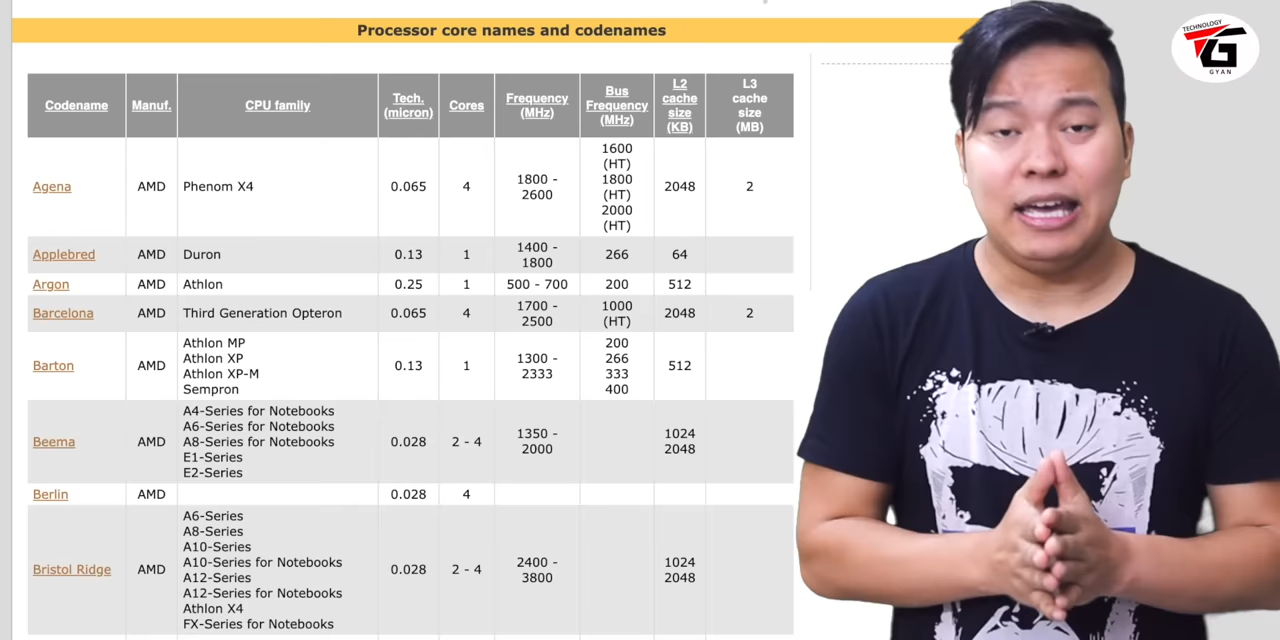 Processor core names and codenames
TECHNOLOGY
TG
GYAN
Codename Manuf. CPU family Tech. (micron) Cores Frequency (MHz) Bus Frequency (MHz) L2 cache size (KB) L3 cache size (MB)
Agena AMD Phenom X4 0.065 4 1800 - 2600 1600 (HT) 1800 (HT) 2000 (HT) 2048 2
Applebred AMD Duron 0.13 1 1400 - 1800 266 64
Argon AMD Athlon 0.25 1 500 - 700 200 512
Barcelona AMD Third Generation Opteron 0.065 4 1700 - 2500 1000 (HT) 2048 2
Barton AMD Athlon MP Athlon XP Athlon XP-M Sempron 0.13 1 1300 - 2333 200 266 333 400 512
Beema AMD A4-Series for Notebooks A6-Series for Notebooks A8-Series for Notebooks E1-Series E2-Series 0.028 2 - 4 1350 - 2000 1024 2048
Berlin AMD 0.028 4
Bristol Ridge AMD A6-Series A8-Series A10-Series A10-Series for Notebooks A12-Series A12-Series for Notebooks Athlon X4 FX-Series for Notebooks 0.028 2 - 4 2400 - 3800 1024 2048